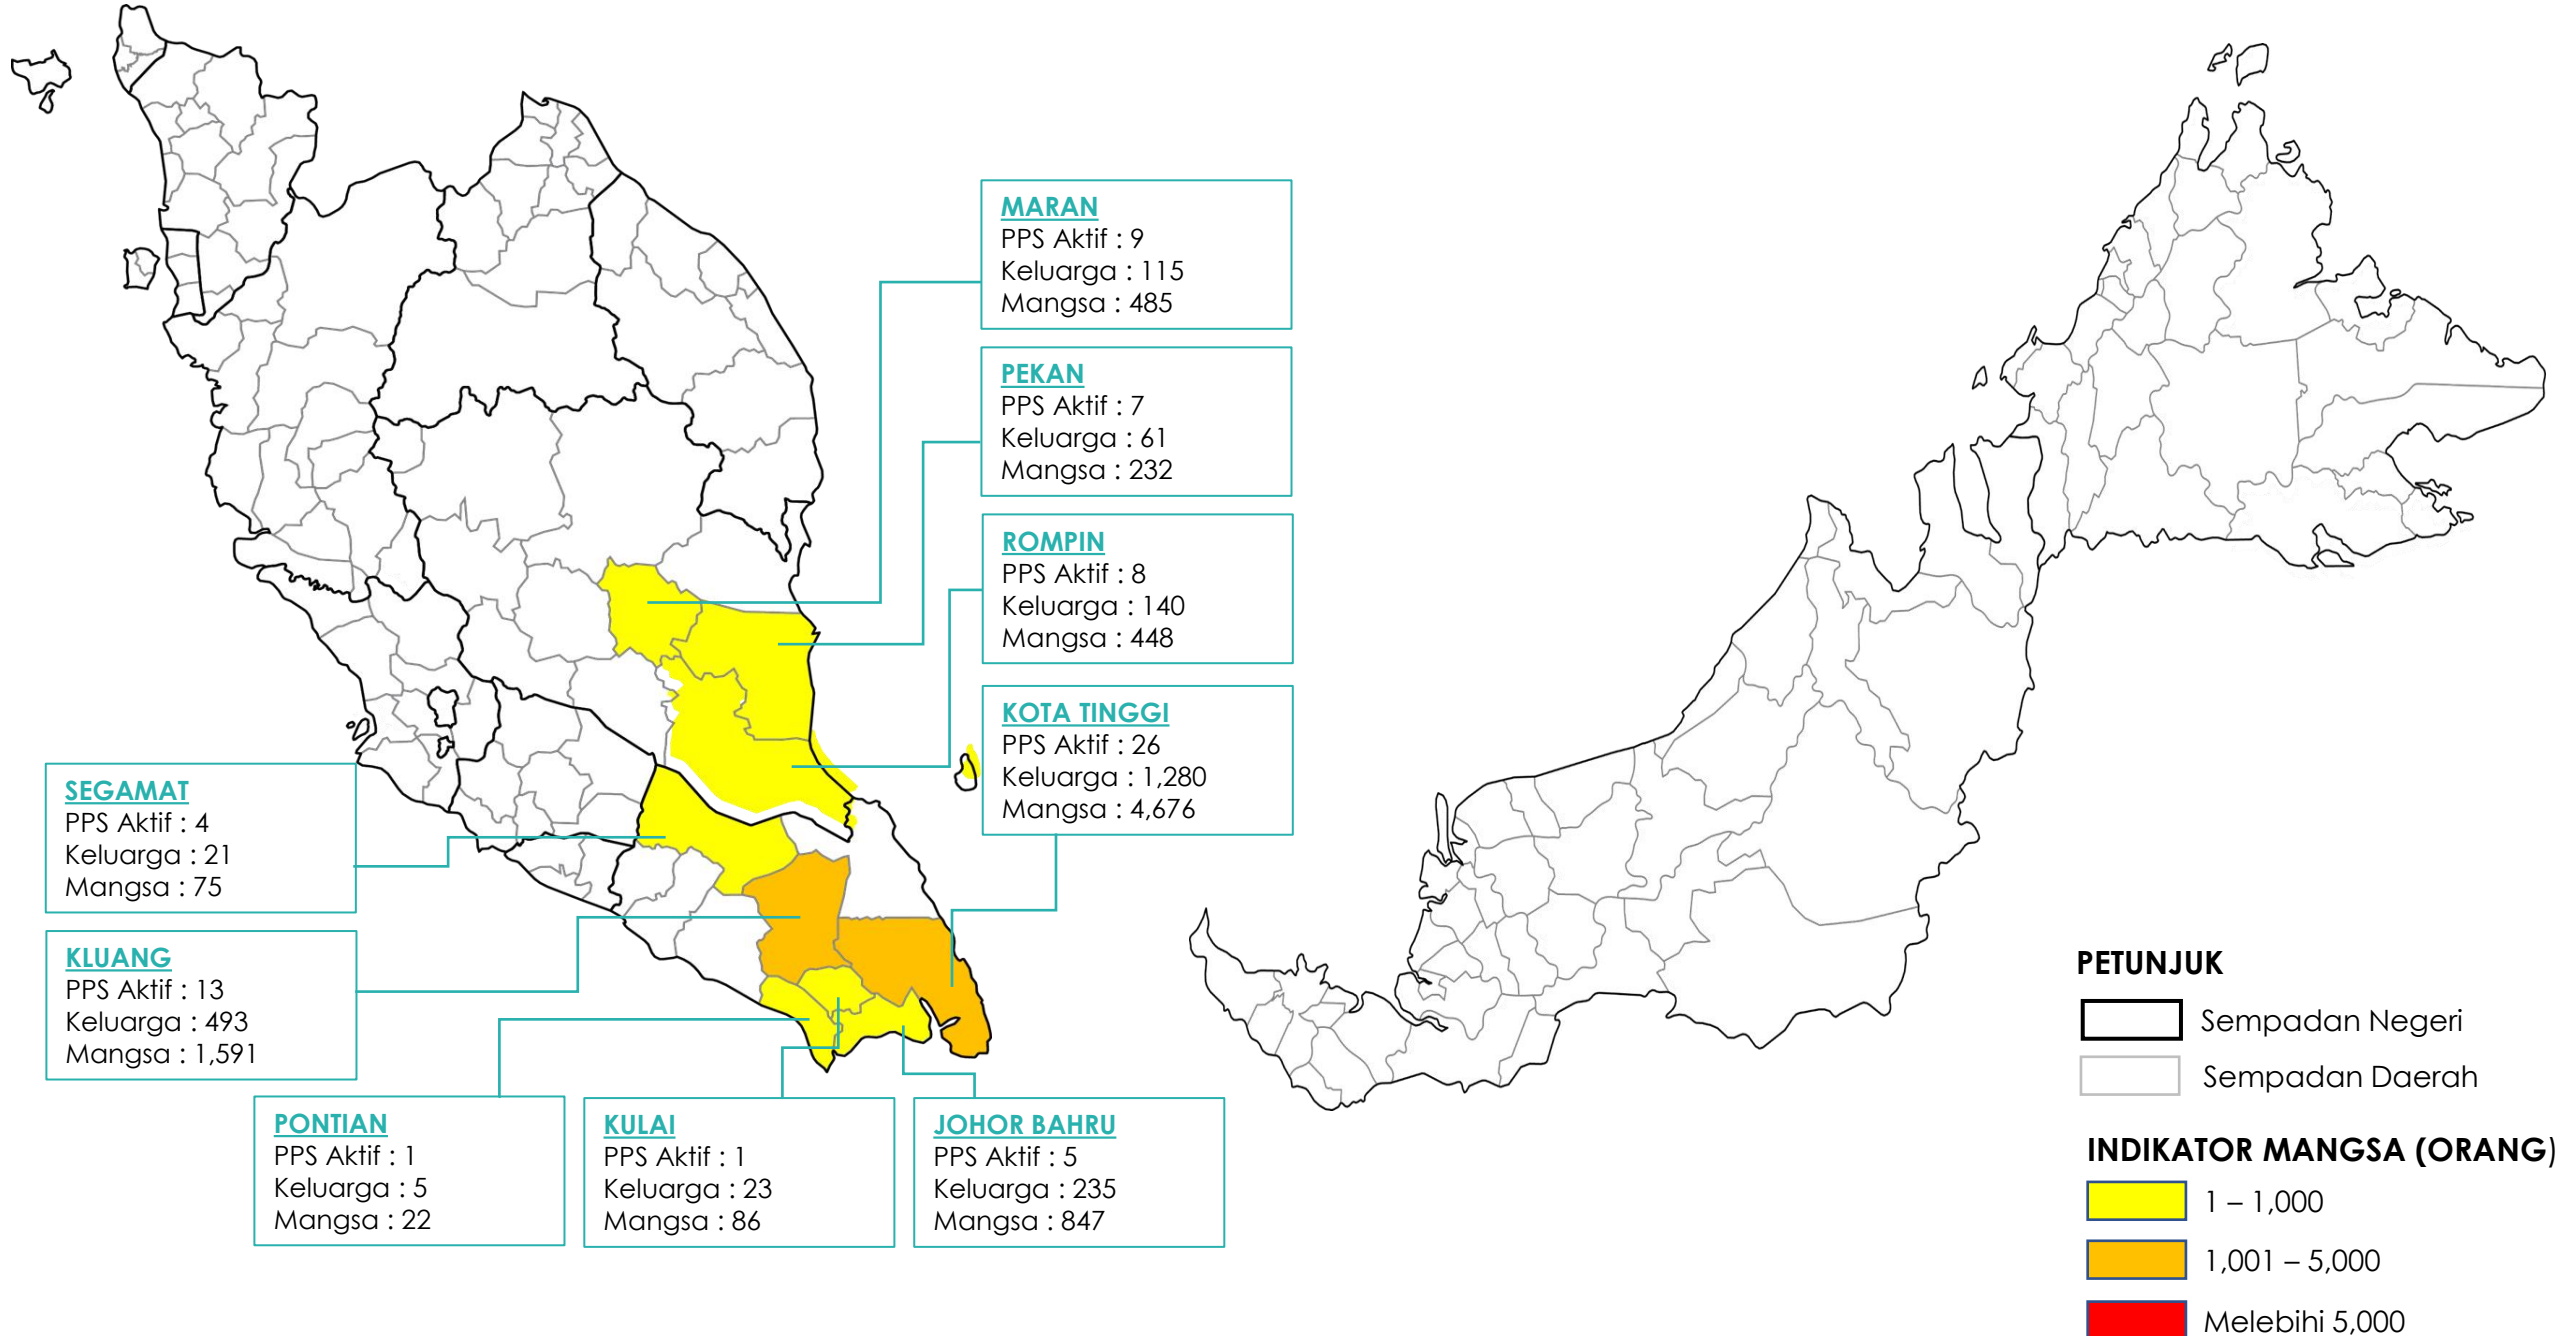 MARAN
PPS Aktif : 9
Keluarga : 115
Mangsa : 485
PEKAN
PPS Aktif : 7
Keluarga : 61
Mangsa : 232
ROMPIN
PPS Aktif : 8
Keluarga : 140
Mangsa : 448
KOTA TINGGI
PPS Aktif : 26
Keluarga : 1,280
Mangsa : 4,676
SEGAMAT
PPS Aktif : 4
Keluarga : 21
Mangsa : 75
KLUANG
PPS Aktif : 13
Keluarga : 493
Mangsa : 1,591
PONTIAN
PPS Aktif : 1
Keluarga : 5
Mangsa : 22
KULAI
PPS Aktif : 1
Keluarga : 23
Mangsa : 86
JOHOR BAHRU
PPS Aktif : 5
Keluarga : 235
Mangsa : 847
PETUNJUK
Sempadan Negeri
Sempadan Daerah
INDIKATOR MANGSA (ORANG)
1 – 1,000
1,001 – 5,000
Melebihi 5,000